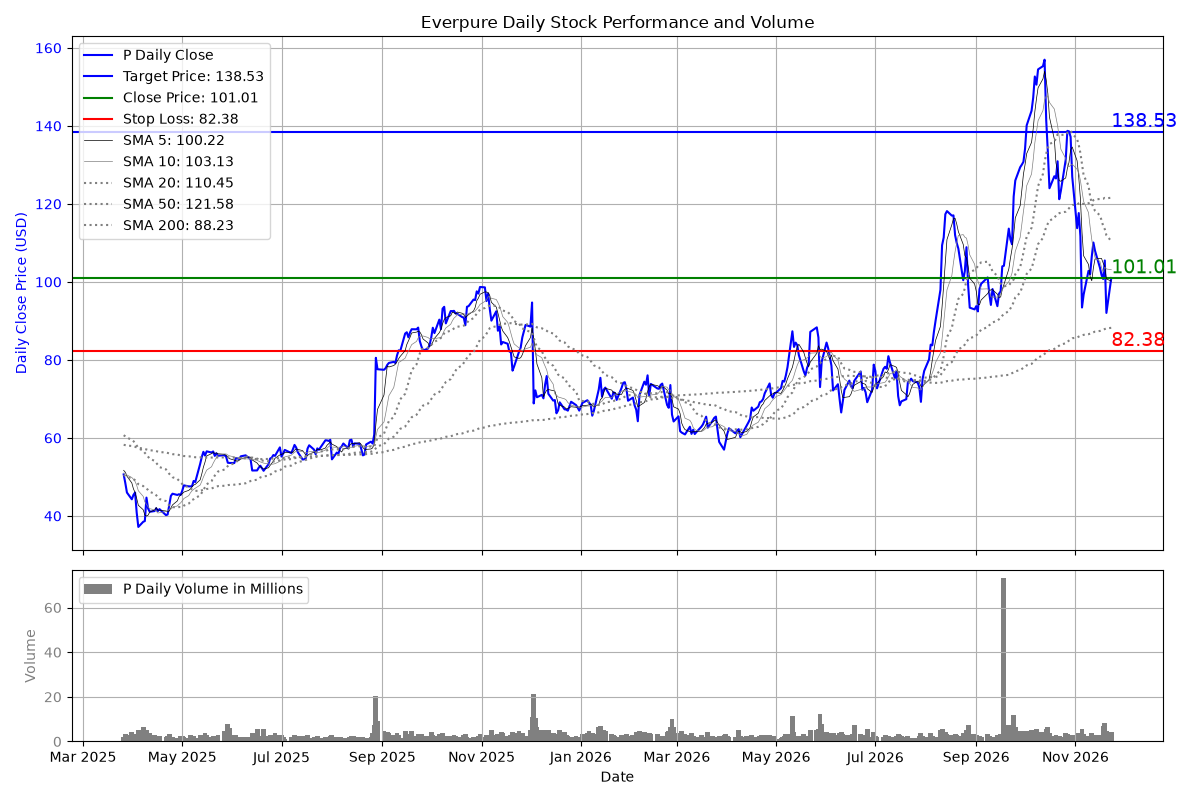 Everpure Daily Stock Performance and Volume
160
140
120
100
80
60
40
Daily Close Price (USD)
P Daily Close
Target Price: 138.53
Close Price: 101.01
Stop Loss: 82.38
SMA 5: 100.22
SMA 10: 103.13
SMA 20: 110.45
SMA 50: 121.58
SMA 200: 88.23
138.53
101.01
82.38
P Daily Volume in Millions
60
40
20
0
Volume
Mar 2025 May 2025 Jul 2025 Sep 2025 Nov 2025 Jan 2026 Mar 2026 May 2026 Jul 2026 Sep 2026 Nov 2026
Date